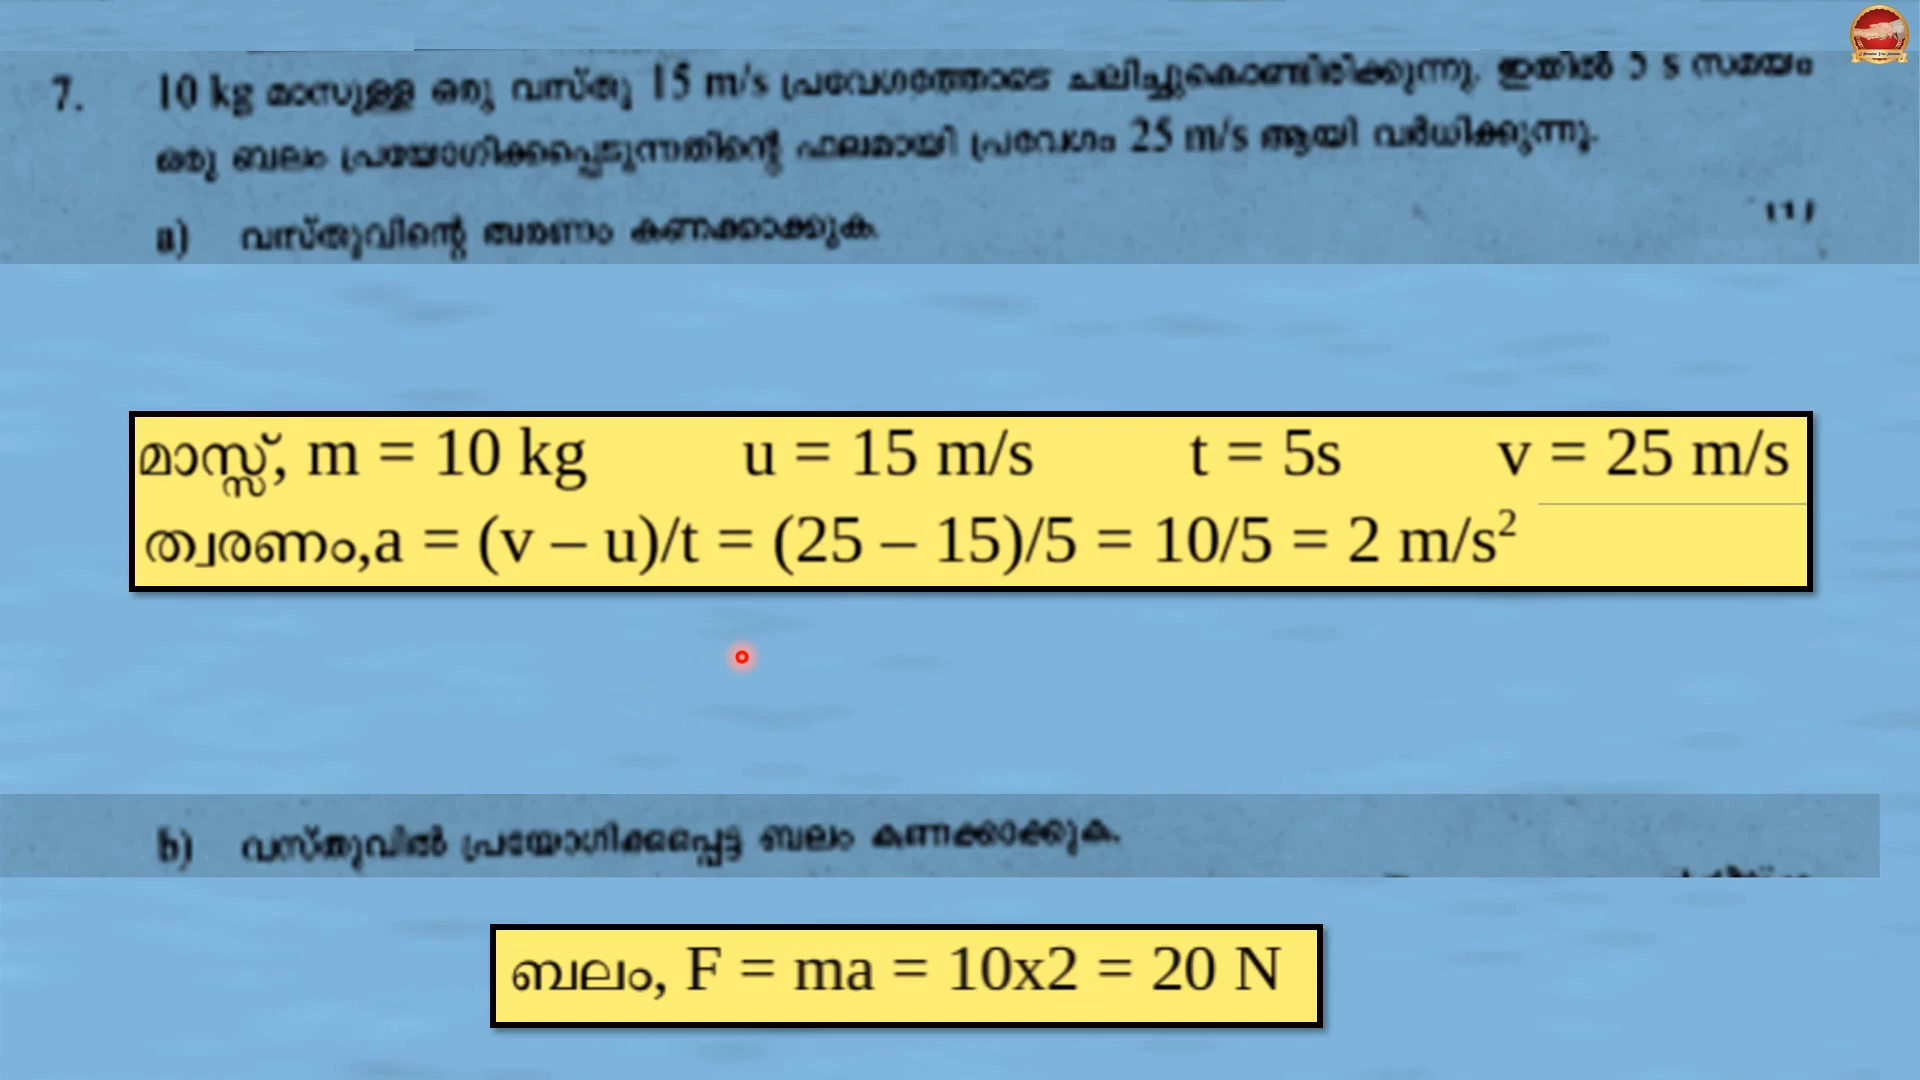 7. 10 kg മാസുള്ള ഒരു വസ്തു 15 m/s പ്രവേഗത്തോടെ ചലിച്ചുകൊണ്ടിരിക്കുന്നു. ഇതിൽ 5 s സമയം
ഒരു ബലം പ്രയോഗിക്കപ്പെടുന്നതിന്റെ ഫലമായി പ്രവേഗം 25 m/s ആയി വർധിക്കുന്നു.
a) വസ്തുവിന്റെ ത്വരണം കണക്കാക്കുക.
മാസ്സ്, m = 10 kg u = 15 m/s t = 5s v = 25 m/s
ത്വരണം,a = (v – u)/t = (25 – 15)/5 = 10/5 = 2 m/s²
b) വസ്തുവിൽ പ്രയോഗിക്കപ്പെട്ട ബലം കണക്കാക്കുക.
ബലം, F = ma = 10x2 = 20 N